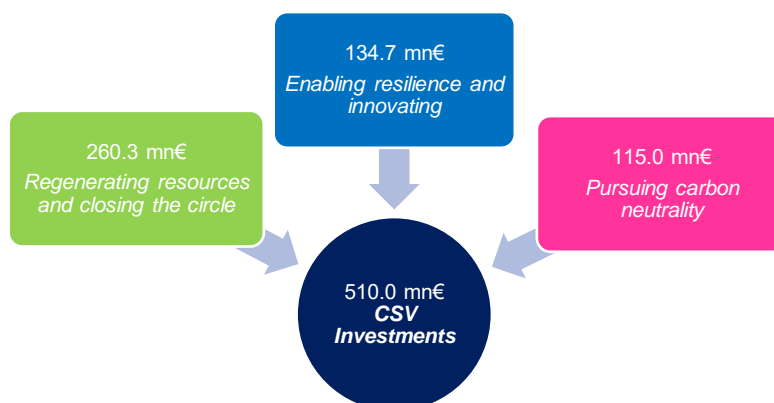 134.7 mn€
Enabling resilience and
innovating
260.3 mn€
Regenerating resources
and closing the circle
115.0 mn€
Pursuing carbon
neutrality
510.0 mn€
CSV
Investments